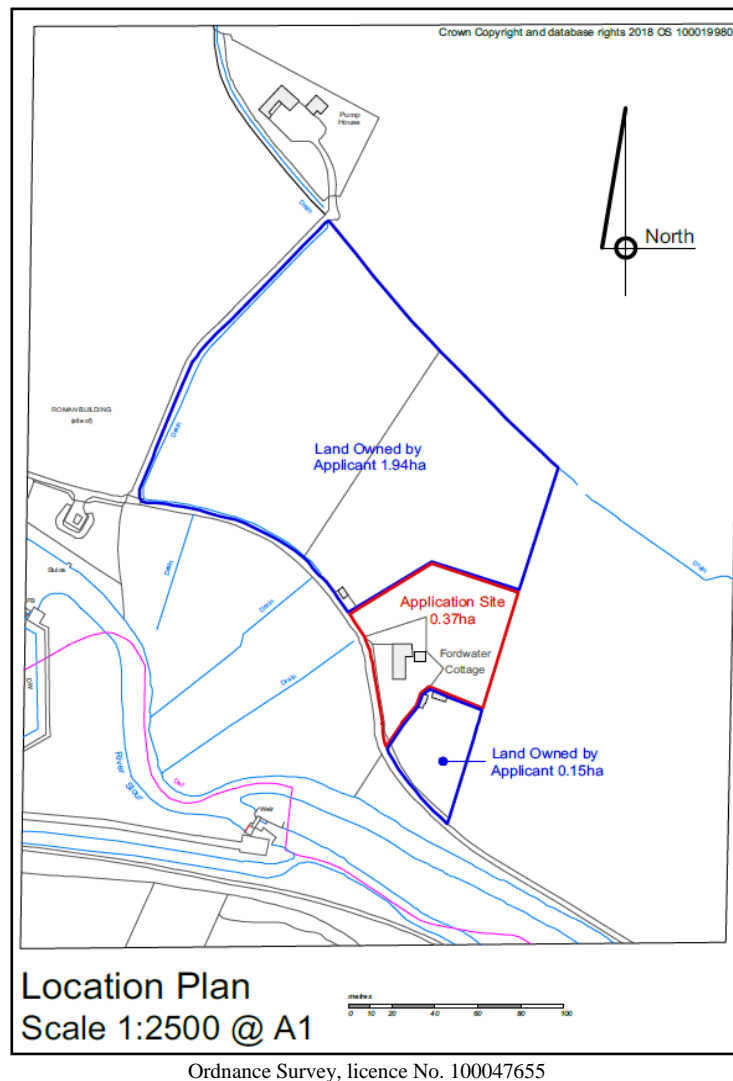 Crown Copyright and database rights 2018 OS 100019980
Pump
House
Drain
North
ROMAN BUILDING
(site of)
Drain
Land Owned by
Applicant 1.94ha
Drain
Sluice
Drain
Drain
Application Site
0.37ha
Fordwater
Cottage
FB
Drain
Def
River Stour
Land Owned by
Applicant 0.15ha
Weir
Location Plan
Scale 1:2500 @ A1
metres
0 10 20 40 60 80 100
Ordnance Survey, licence No. 100047655